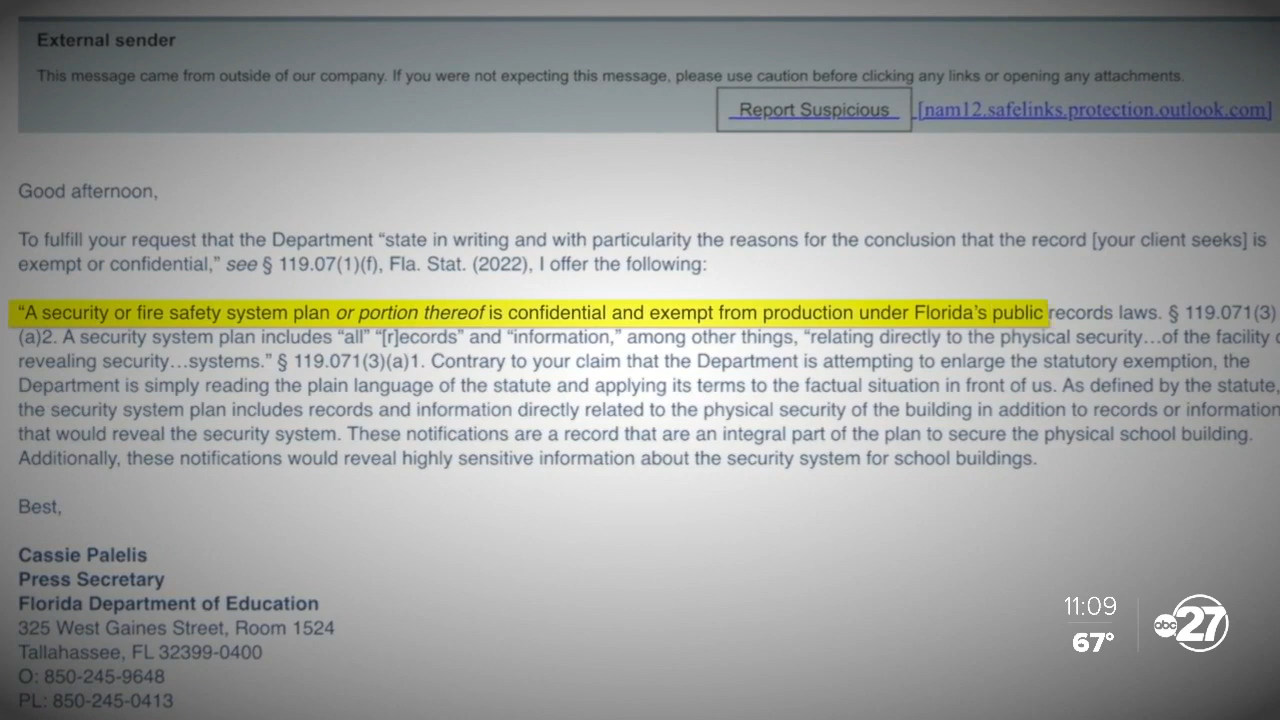 External sender
This message came from outside of our company. If you were not expecting this message, please use caution before clicking any links or opening any attachments.
Report Suspicious [nam12.safelinks.protection.outlook.com]
Good afternoon,
To fulfill your request that the Department “state in writing and with particularity the reasons for the conclusion that the record [your client seeks] is
exempt or confidential,” see § 119.07(1)(f), Fla. Stat. (2022), I offer the following:
“A security or fire safety system plan or portion thereof is confidential and exempt from production under Florida’s public records laws. § 119.071(3)
(a)2. A security system plan includes “all” “[r]ecords” and “information,” among other things, “relating directly to the physical security…of the facility
revealing security…systems.” § 119.071(3)(a)1. Contrary to your claim that the Department is attempting to enlarge the statutory exemption, the
Department is simply reading the plain language of the statute and applying its terms to the factual situation in front of us. As defined by the statute,
the security system plan includes records and information directly related to the physical security of the building in addition to records or information
that would reveal the security system. These notifications are a record that are an integral part of the plan to secure the physical school building.
Additionally, these notifications would reveal highly sensitive information about the security system for school buildings.
Best,
Cassie Palelis
Press Secretary
Florida Department of Education
325 West Gaines Street, Room 1524
Tallahassee, FL 32399-0400
O: 850-245-9648
PL: 850-245-0413
11:09
67°
abc 27